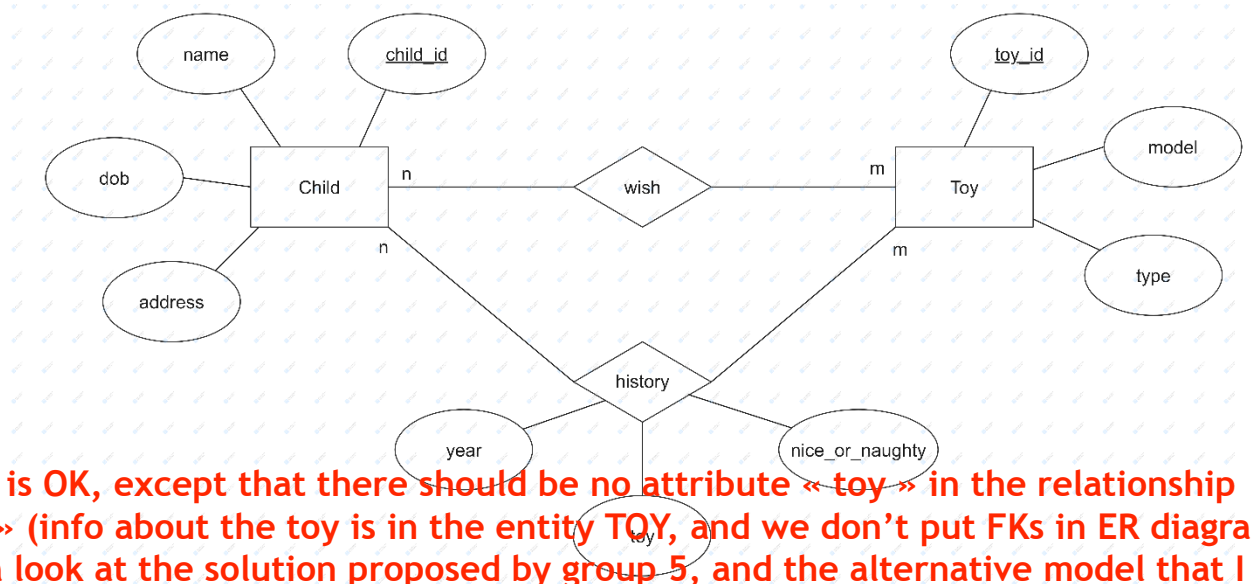 name
child_id
toy_id
model
dob
Child
n
wish
m
Toy
n
m
type
address
history
year
nice_or_naughty
toy
is OK, except that there should be no attribute « toy » in the relationship
» (info about the toy is in the entity TOY, and we don’t put FKs in ER diagra
a look at the solution proposed by group 5, and the alternative model that I